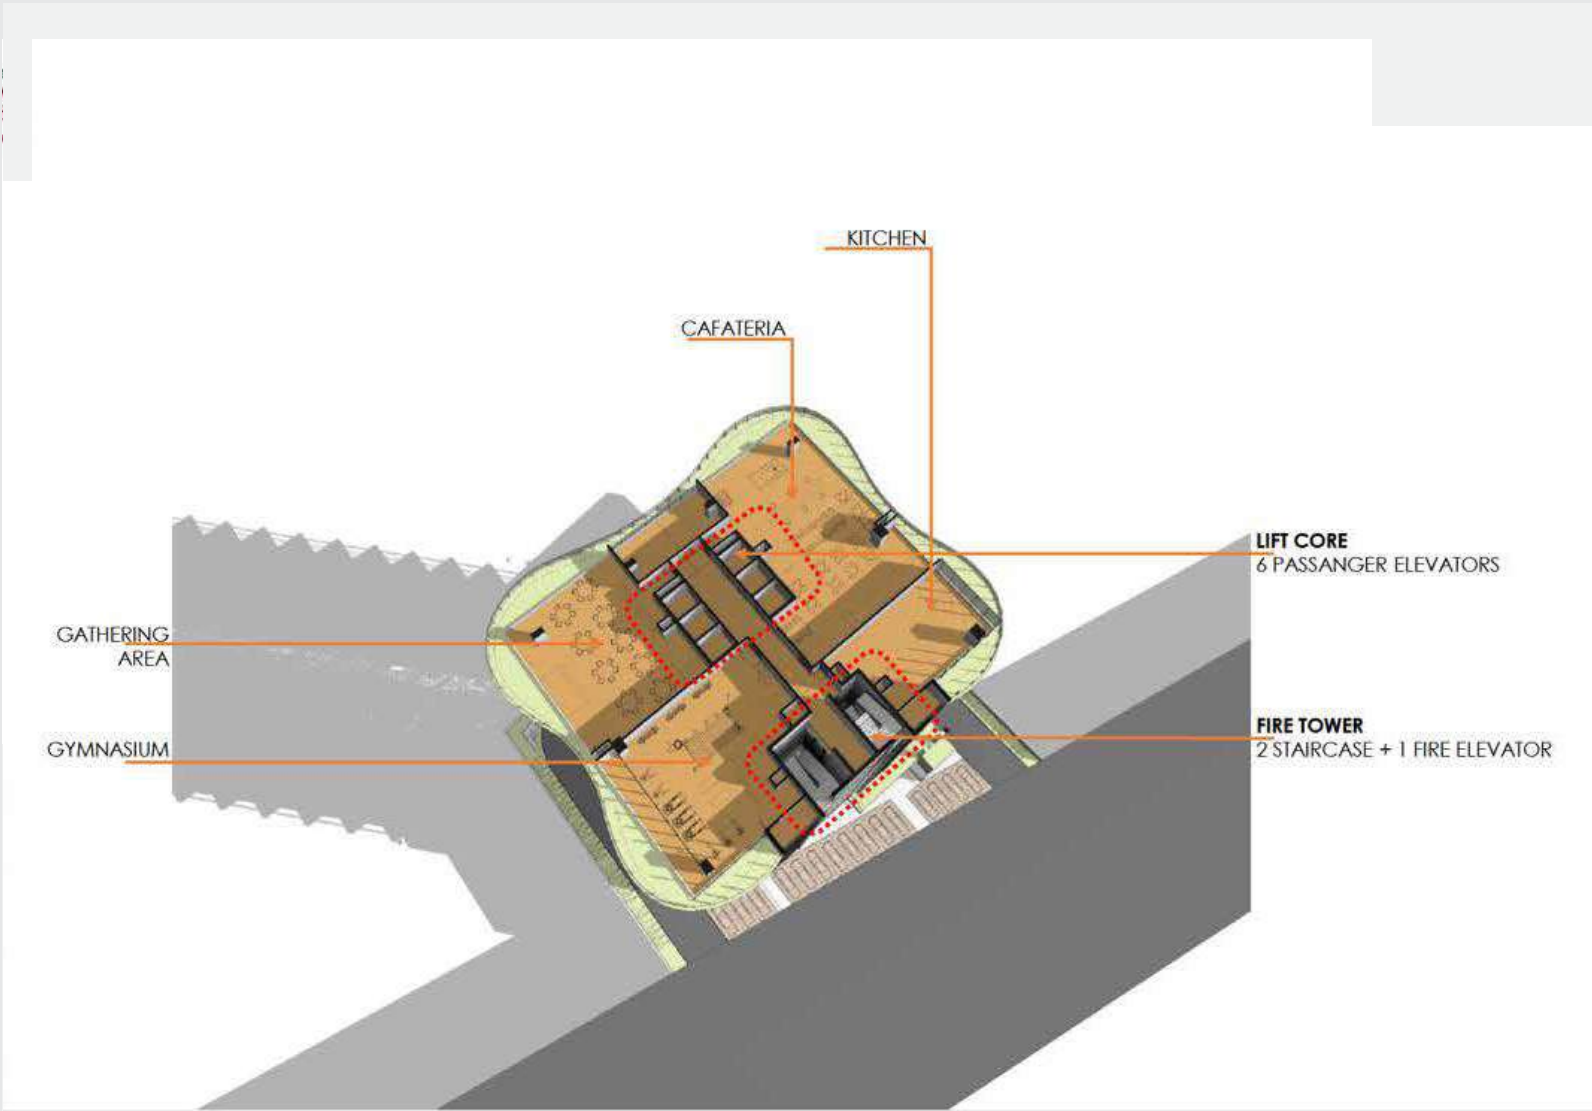 KITCHEN
CAFATERIA
LIFT CORE
6 PASSANGER ELEVATORS
GATHERING
AREA
FIRE TOWER
2 STAIRCASE + 1 FIRE ELEVATOR
GYMNASIUM